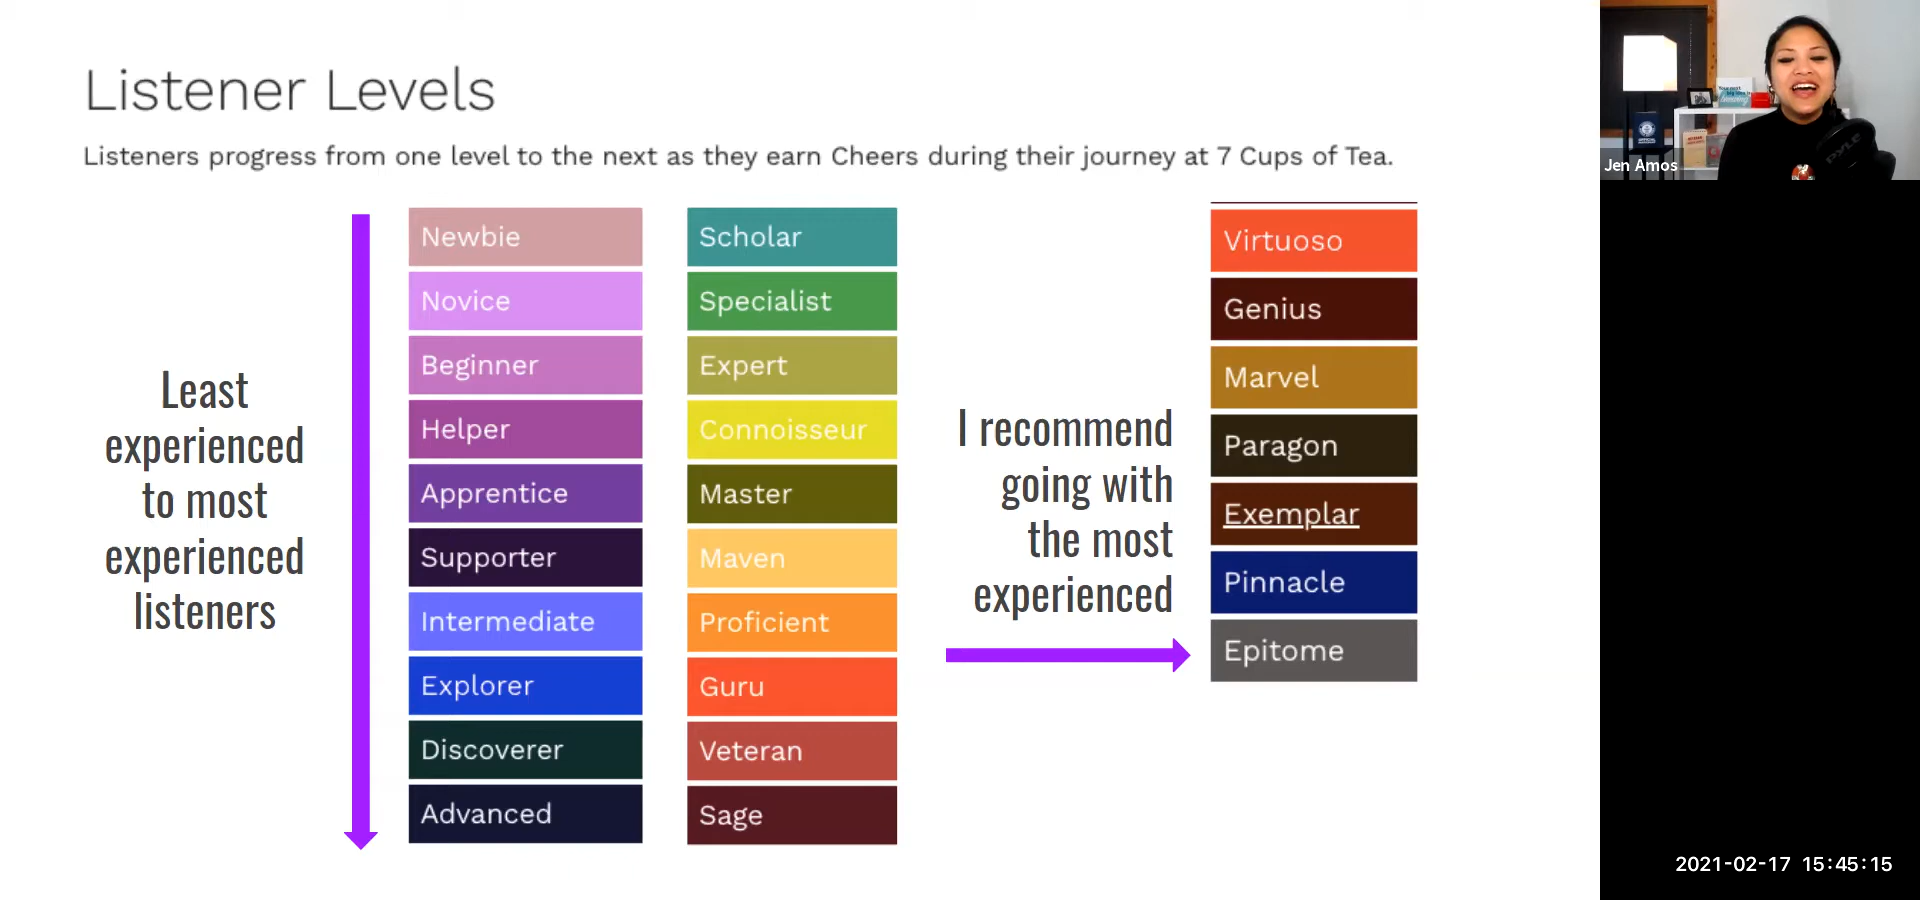 Listener Levels
Listeners progress from one level to the next as they earn Cheers during their journey at 7 Cups of Tea.
Least
experienced
to most
experienced
listeners
Newbie
Novice
Beginner
Helper
Apprentice
Supporter
Intermediate
Explorer
Discoverer
Advanced
Scholar
Specialist
Expert
Connoisseur
Master
Maven
Proficient
Guru
Veteran
Sage
I recommend
going with
the most
experienced
Virtuoso
Genius
Marvel
Paragon
Exemplar
Pinnacle
Epitome
PYLE
Jen Amos
2021-02-17 15:45:15